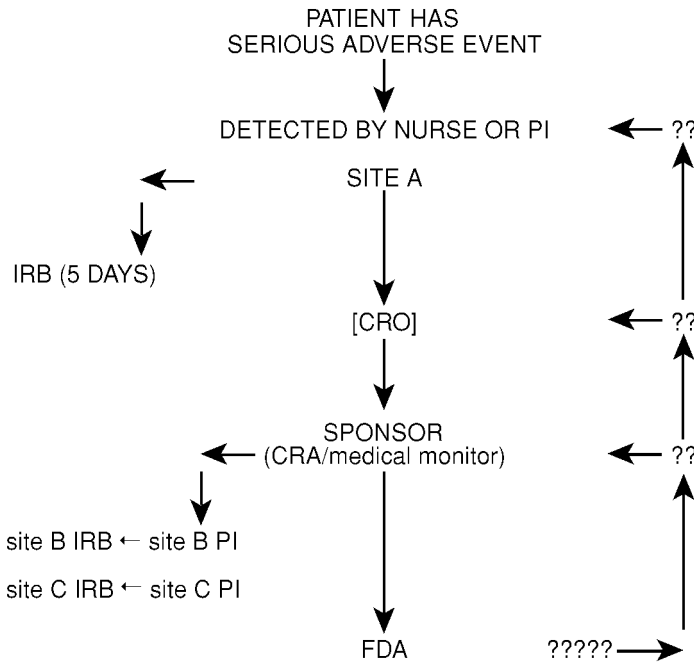 PATIENT HAS
SERIOUS ADVERSE EVENT
DETECTED BY NURSE OR PI ??
SITE A
IRB (5 DAYS)
[CRO] ??
SPONSOR
(CRA/medical monitor) ??
site B IRB ← site B PI
site C IRB ← site C PI
FDA ?????